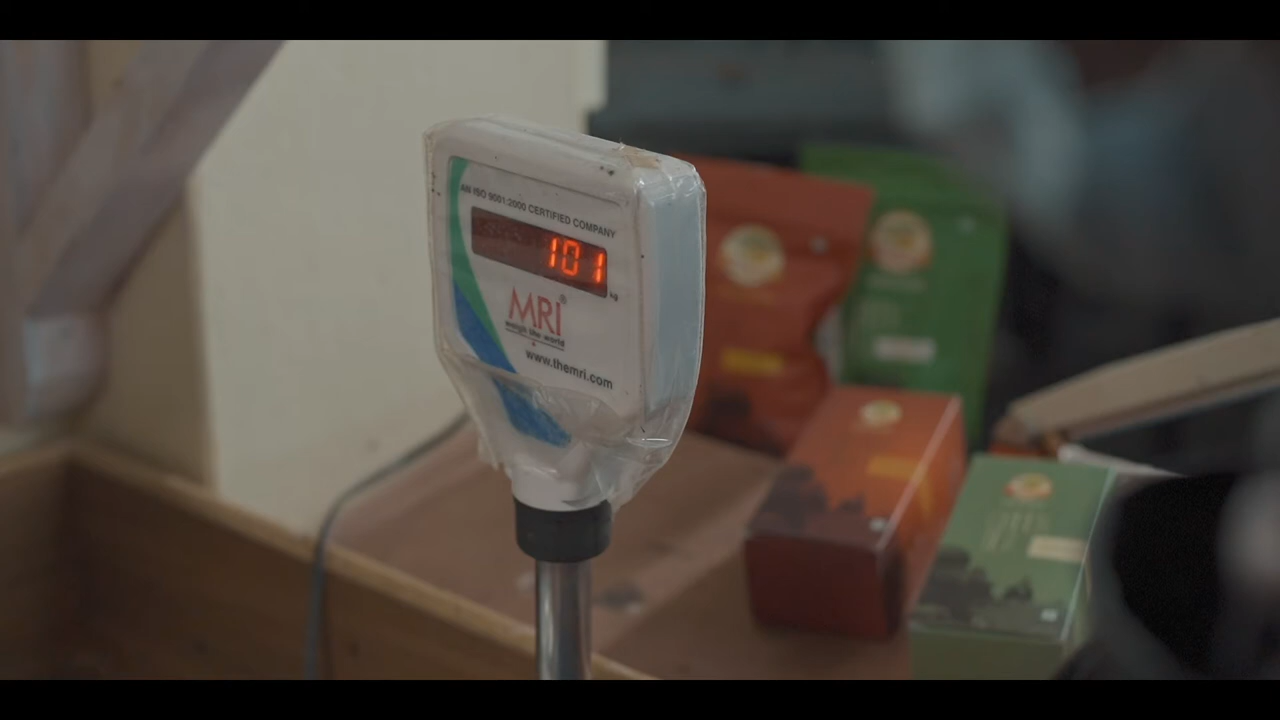 AN ISO 9001:2000 CERTIFIED COMPANY
101
kg
MRI®
weigh the world
www.themri.com